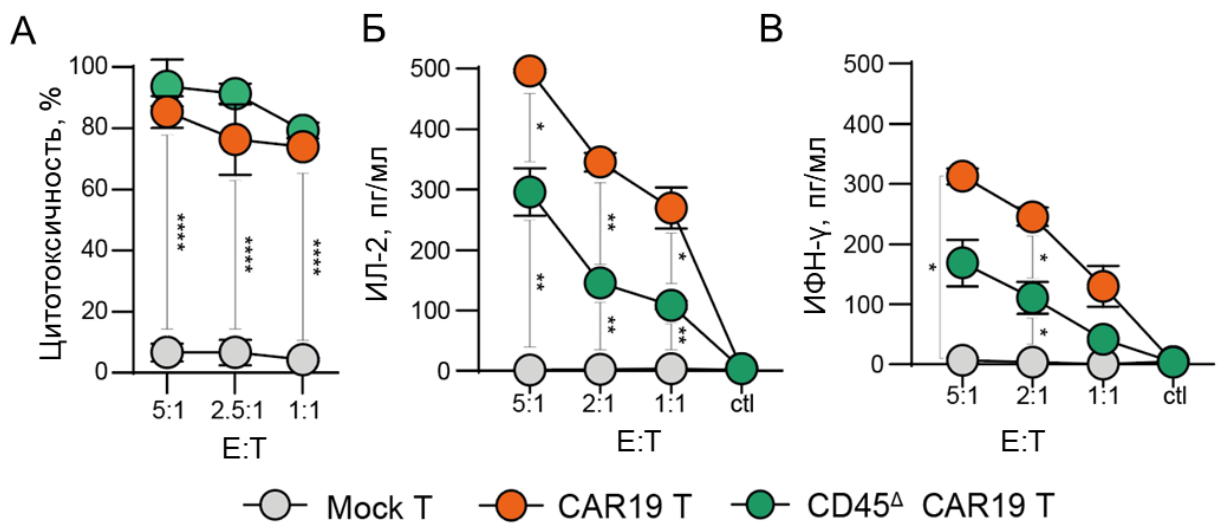 А
Цитотоксичность, %
100
80
60
40
20
0
****
****
****
5:1
2.5:1
1:1
E:T
Б
ИЛ-2, пг/мл
500
400
300
200
100
0
*
**
**
**
*
**
5:1
2:1
1:1
ctl
E:T
В
ИФН-γ, пг/мл
500
400
300
200
100
0
*
*
*
5:1
2:1
1:1
ctl
E:T
Mock T
CAR19 T
CD45Δ CAR19 T